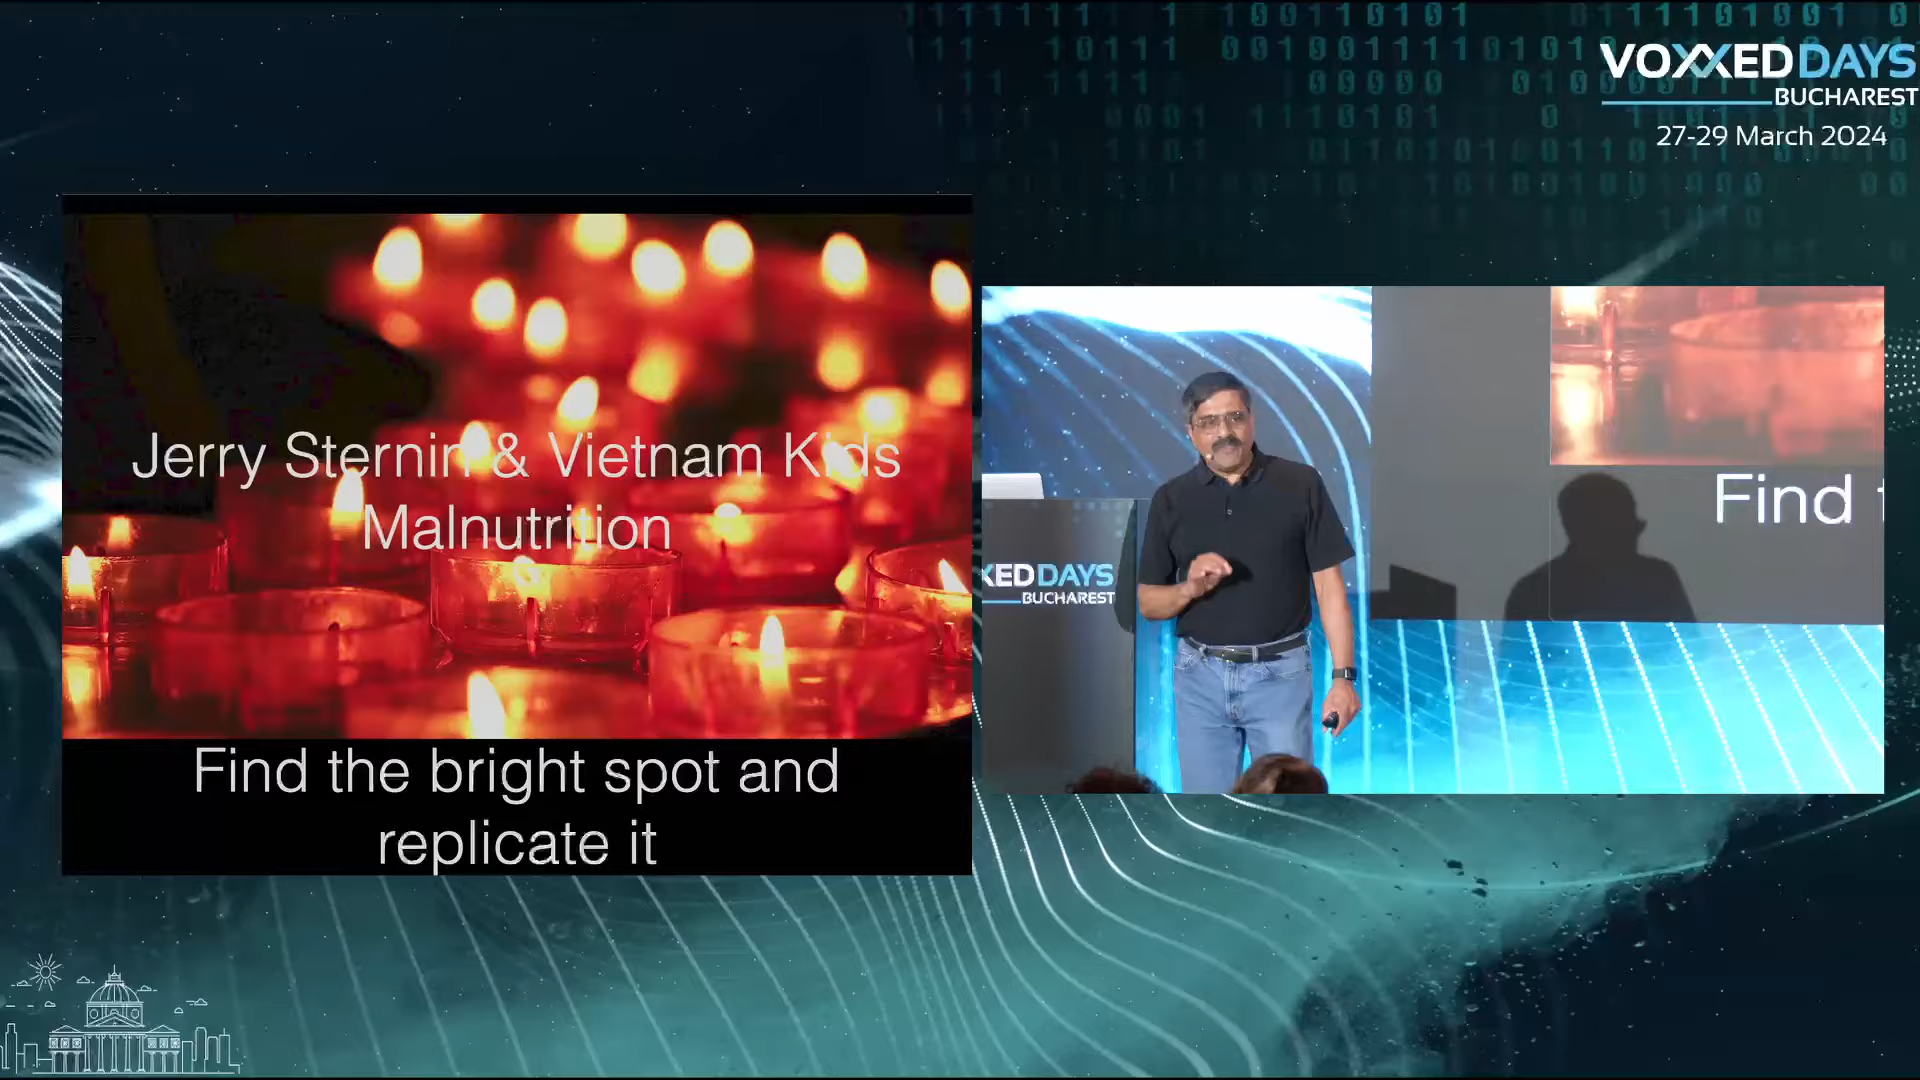 VOXXEDDAYS
BUCHAREST
27-29 March 2024
Jerry Sternin & Vietnam Kids
Malnutrition
Find the bright spot and
replicate it
Find
XEDDAYS
BUCHAREST